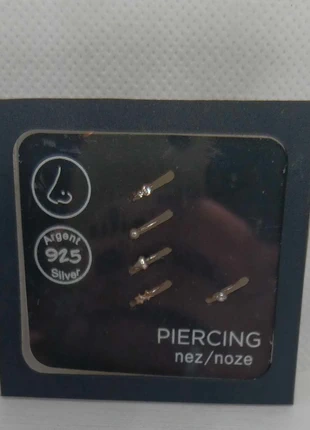 Argent
925
Silver
PIERCING
nez/noze